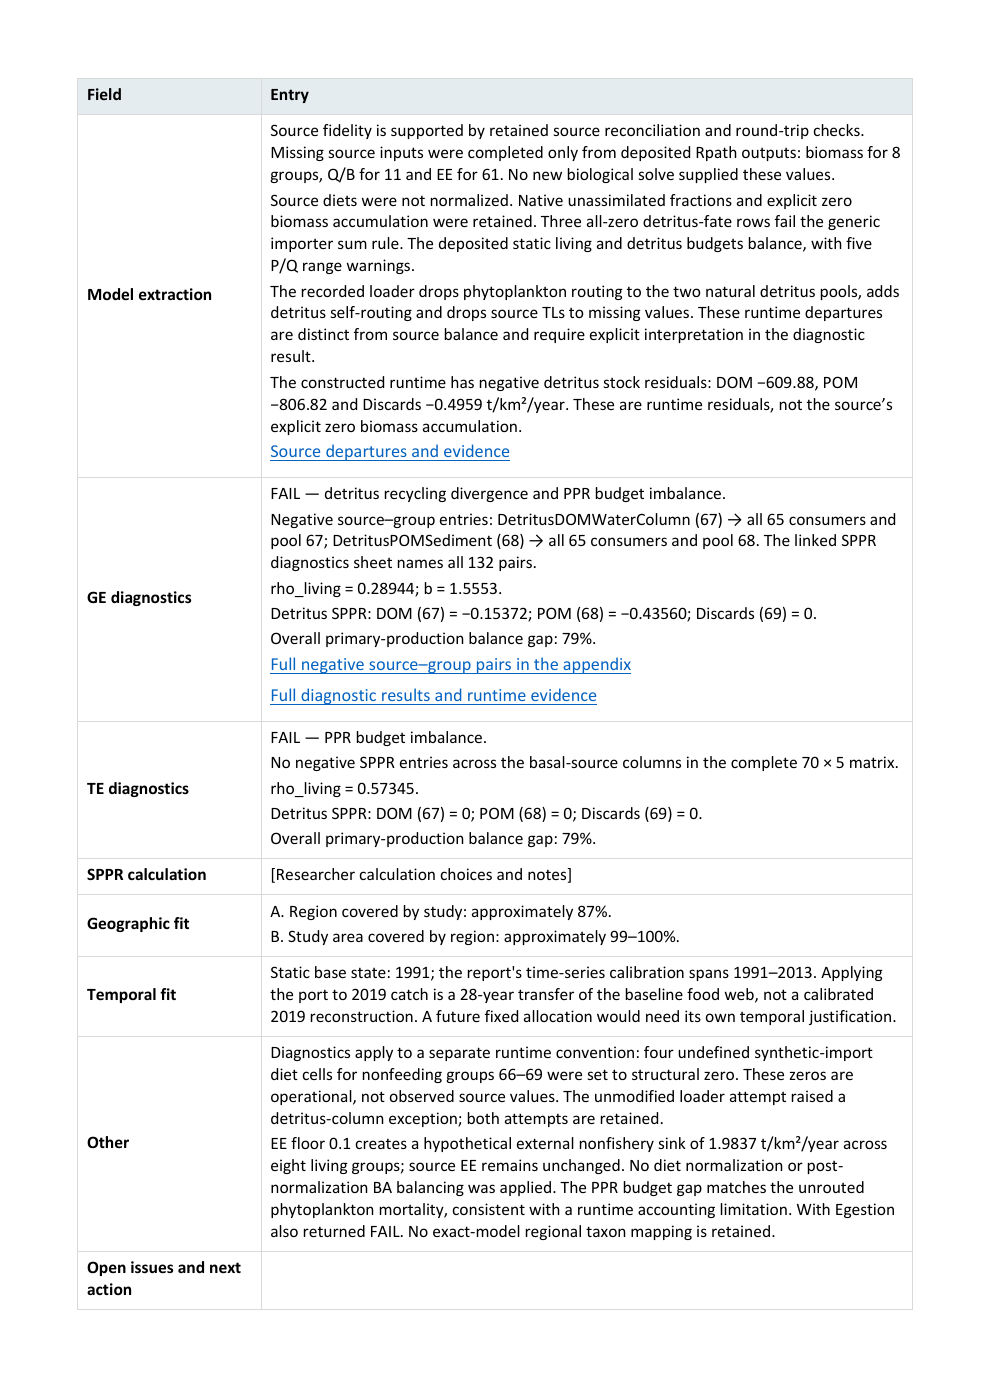 Field
Entry
Model extraction
Source fidelity is supported by retained source reconciliation and round-trip checks.
Missing source inputs were completed only from deposited Rpath outputs: biomass for 8
groups, Q/B for 11 and EE for 61. No new biological solve supplied these values.
Source diets were not normalized. Native unassimilated fractions and explicit zero
biomass accumulation were retained. Three all-zero detritus-fate rows fail the generic
importer sum rule. The deposited static living and detritus budgets balance, with five
P/Q range warnings.
The recorded loader drops phytoplankton routing to the two natural detritus pools, adds
detritus self-routing and drops source TLs to missing values. These runtime departures
are distinct from source balance and require explicit interpretation in the diagnostic
result.
The constructed runtime has negative detritus stock residuals: DOM −609.88, POM
−806.82 and Discards −0.4959 t/km²/year. These are runtime residuals, not the source’s
explicit zero biomass accumulation.
Source departures and evidence
GE diagnostics
FAIL — detritus recycling divergence and PPR budget imbalance.
Negative source–group entries: DetritusDOMWaterColumn (67) → all 65 consumers and
pool 67; DetritusPOMSediment (68) → all 65 consumers and pool 68. The linked SPPR
diagnostics sheet names all 132 pairs.
rho_living = 0.28944; b = 1.5553.
Detritus SPPR: DOM (67) = −0.15372; POM (68) = −0.43560; Discards (69) = 0.
Overall primary-production balance gap: 79%.
Full negative source–group pairs in the appendix
Full diagnostic results and runtime evidence
TE diagnostics
FAIL — PPR budget imbalance.
No negative SPPR entries across the basal-source columns in the complete 70 × 5 matrix.
rho_living = 0.57345.
Detritus SPPR: DOM (67) = 0; POM (68) = 0; Discards (69) = 0.
Overall primary-production balance gap: 79%.
SPPR calculation
[Researcher calculation choices and notes]
Geographic fit
A. Region covered by study: approximately 87%.
B. Study area covered by region: approximately 99–100%.
Temporal fit
Static base state: 1991; the report's time-series calibration spans 1991–2013. Applying
the port to 2019 catch is a 28-year transfer of the baseline food web, not a calibrated
2019 reconstruction. A future fixed allocation would need its own temporal justification.
Other
Diagnostics apply to a separate runtime convention: four undefined synthetic-import
diet cells for nonfeeding groups 66–69 were set to structural zero. These zeros are
operational, not observed source values. The unmodified loader attempt raised a
detritus-column exception; both attempts are retained.
EE floor 0.1 creates a hypothetical external nonfishery sink of 1.9837 t/km²/year across
eight living groups; source EE remains unchanged. No diet normalization or post-
normalization BA balancing was applied. The PPR budget gap matches the unrouted
phytoplankton mortality, consistent with a runtime accounting limitation. With Egestion
also returned FAIL. No exact-model regional taxon mapping is retained.
Open issues and next
action